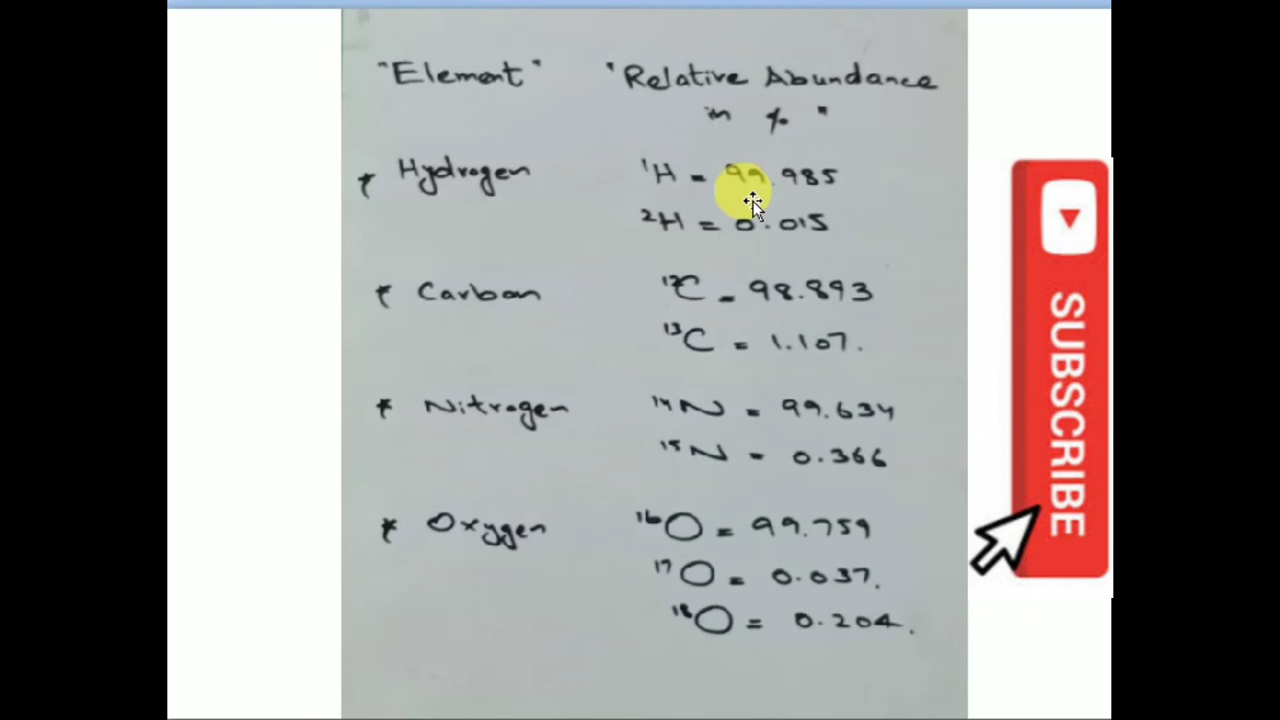 "Element" "Relative Abundance
in % "
* Hydrogen ¹H = 99.985
²H = 0.015
* Carbon ¹²C = 98.893
¹³C = 1.107.
* Nitrogen ¹⁴N = 99.634
¹⁵N = 0.366
* Oxygen ¹⁶O = 99.759
¹⁷O = 0.037.
¹⁸O = 0.204.
SUBSCRIBE